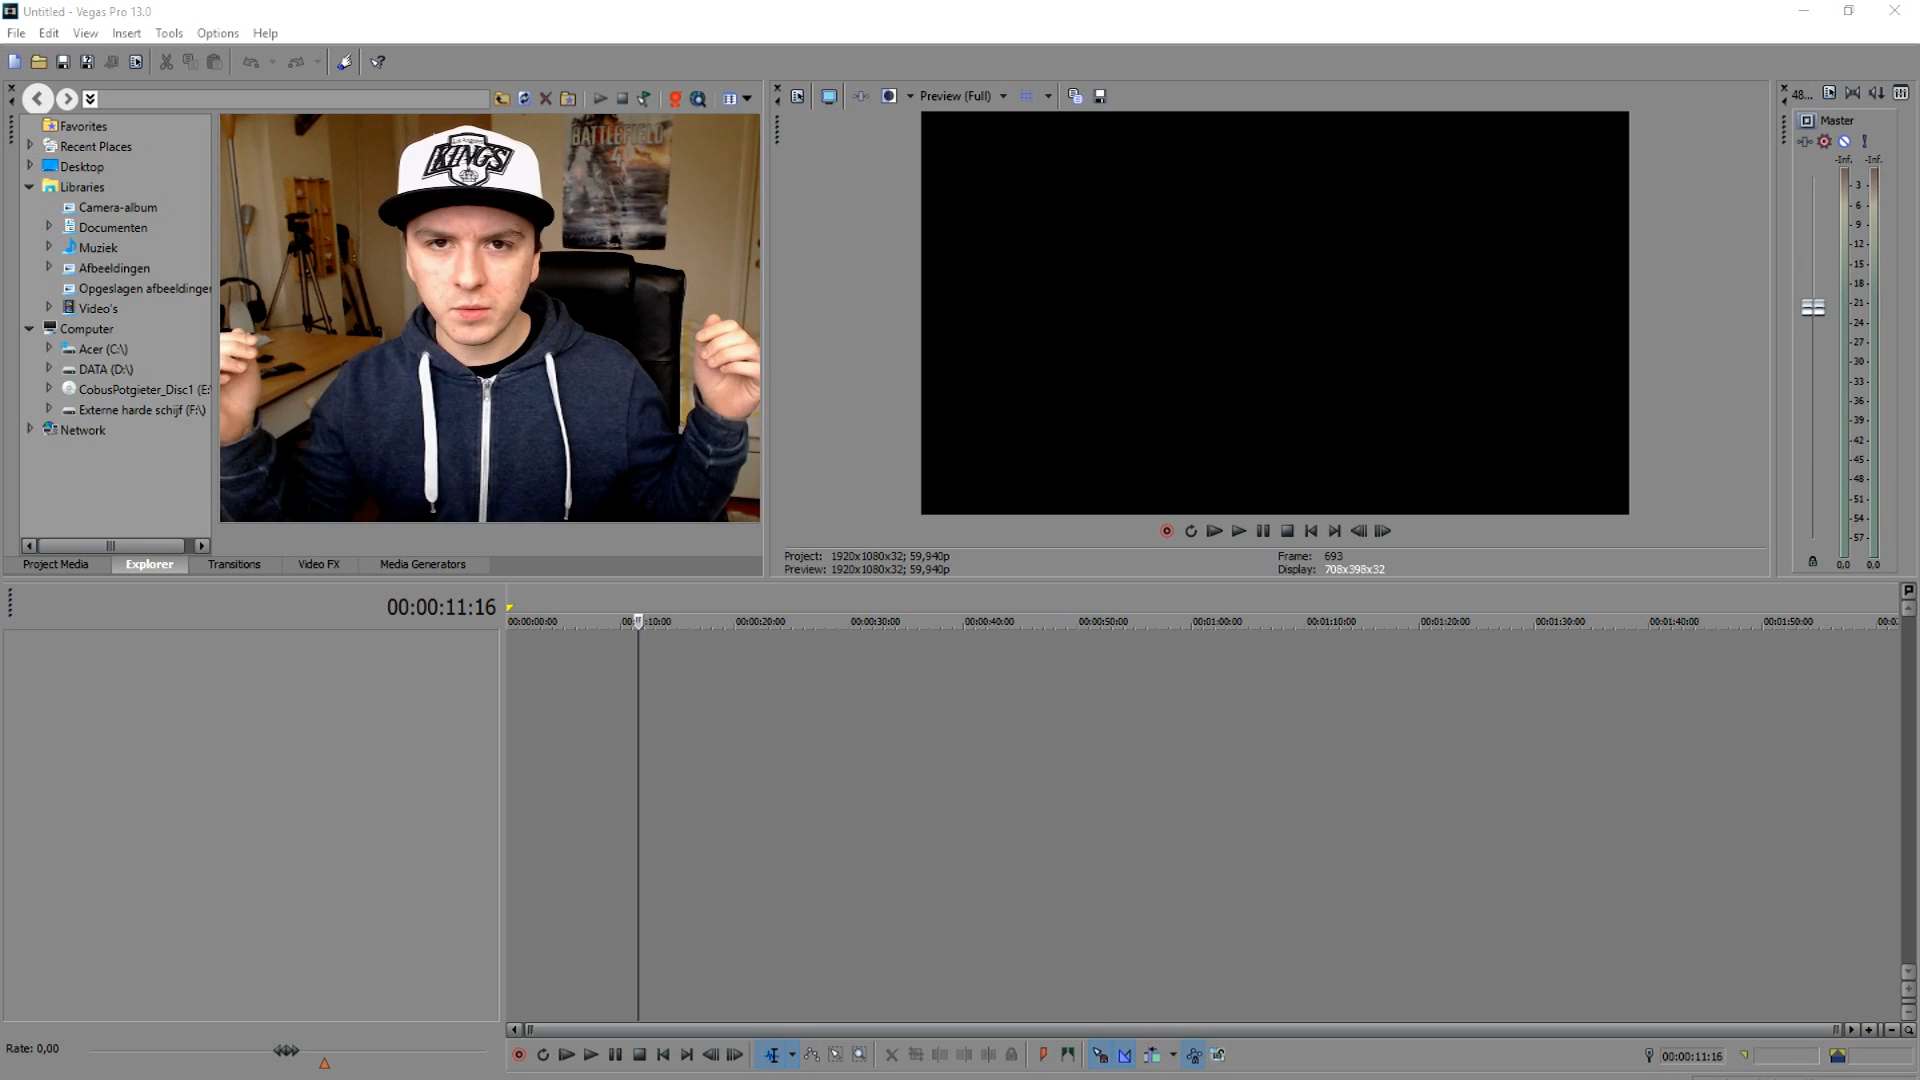 Untitled - Vegas Pro 13.0
File Edit View Insert Tools Options Help
Preview (Full)
48...
Favorites
Recent Places
Desktop
Libraries
Camera-album
Documenten
Muziek
Afbeeldingen
Opgeslagen afbeeldingen
Video's
Computer
Acer (C:\)
DATA (D:\)
CobusPotgieter_Disc1 (E:
Externe harde schijf (F:\)
Network
Los Angeles
KINGS
BATTLEFIELD
4
Master
-Inf. -Inf.
3
6
9
12
15
18
21
24
27
30
33
36
39
42
45
48
51
54
57
0,0 0,0
Project Media Explorer Transitions Video FX Media Generators
Project: 1920x1080x32; 59,940p
Preview: 1920x1080x32; 59,940p
Frame: 693
Display: 708x398x32
00:00:11:16
00:00:00:00 00: :10:00 00:00:20:00 00:00:30:00 00:00:40:00 00:00:50:00 00:01:00:00 00:01:10:00 00:01:20:00 00:01:30:00 00:01:40:00 00:01:50:00 00:0
Rate: 0,00
00:00:11:16